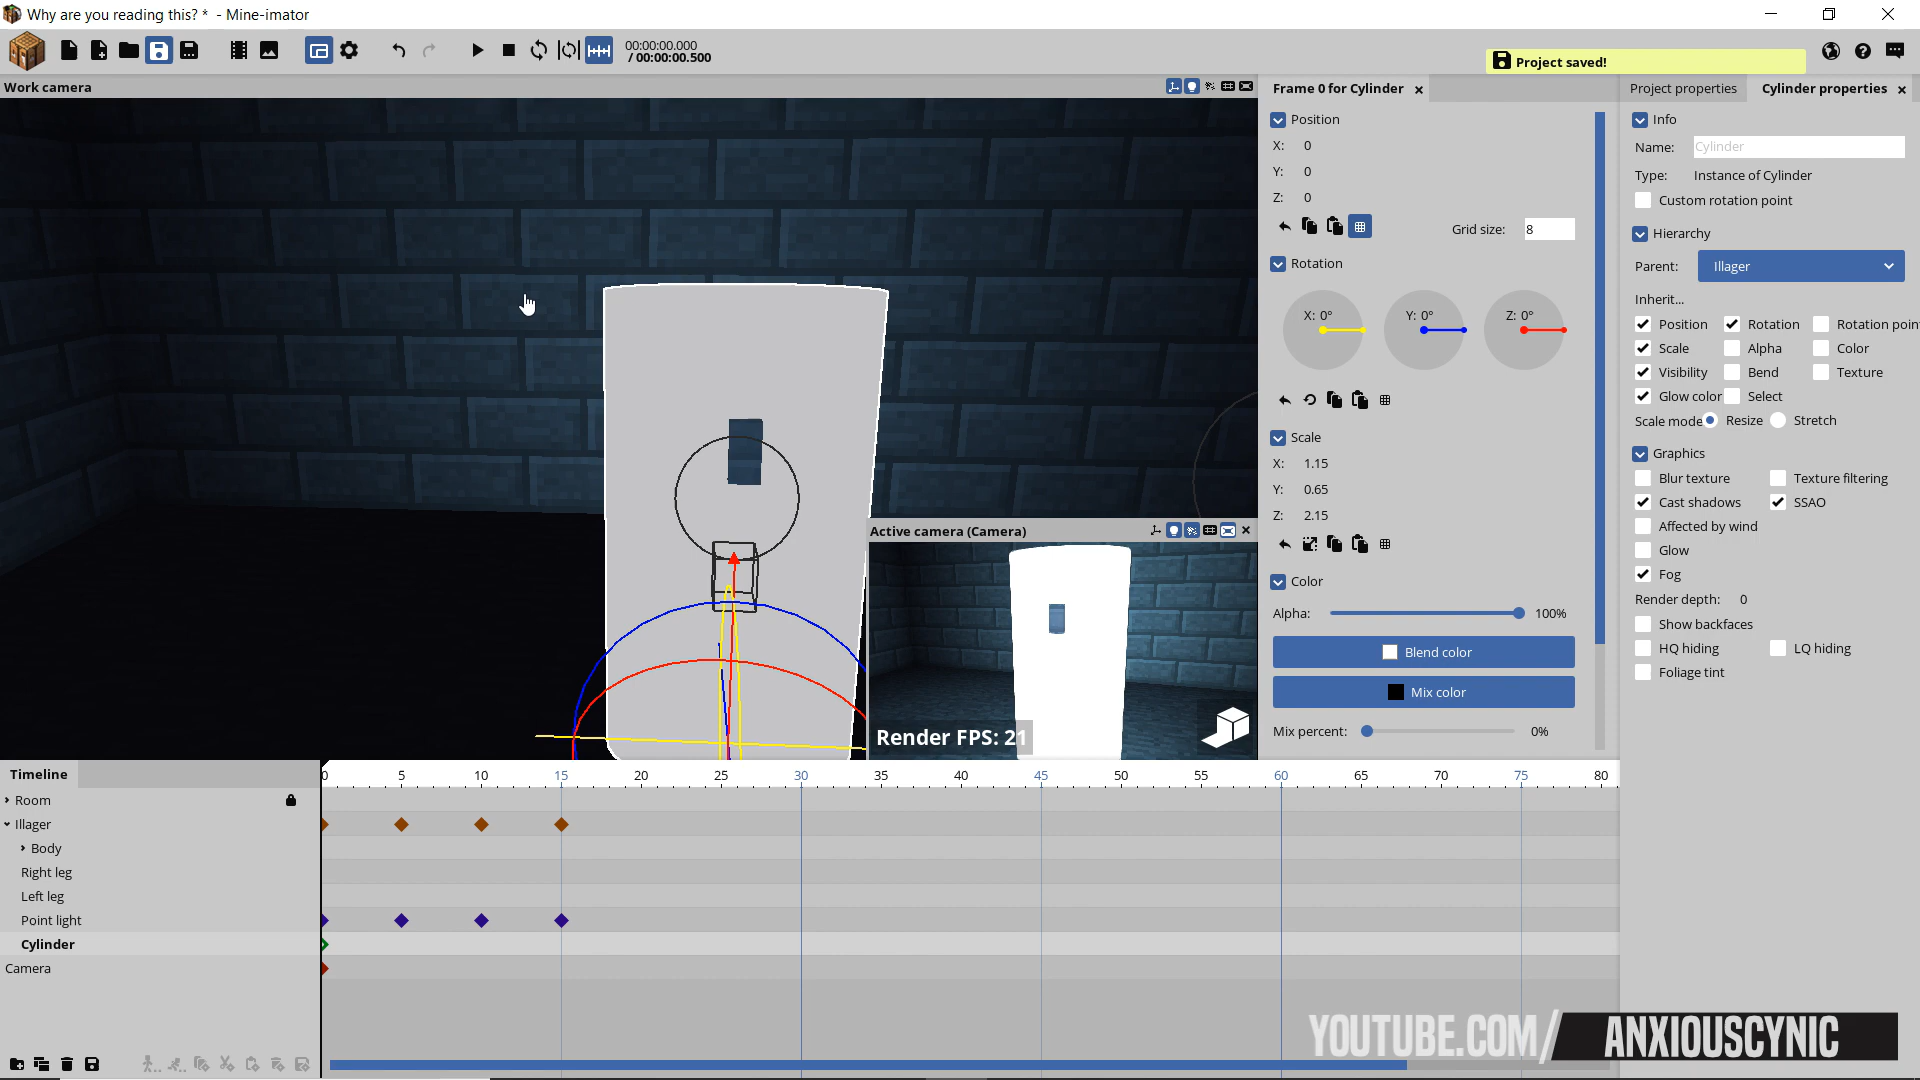 Why are you reading this? * - Mine-imator
00:00:00.000
/ 00:00:00.500
Project saved!
Work camera
Frame 0 for Cylinder
Project properties
Cylinder properties
Position
X: 0
Y: 0
Z: 0
Grid size: 8
Rotation
X: 0°
Y: 0°
Z: 0°
Scale
X: 1.15
Y: 0.65
Z: 2.15
Color
Alpha: 100%
Blend color
Mix color
Mix percent: 0%
Info
Name: Cylinder
Type: Instance of Cylinder
Custom rotation point
Hierarchy
Parent: Illager
Inherit...
Position Rotation Rotation poin
Scale Alpha Color
Visibility Bend Texture
Glow color Select
Scale mode Resize Stretch
Graphics
Blur texture Texture filtering
Cast shadows SSAO
Affected by wind
Glow
Fog
Render depth: 0
Show backfaces
HQ hiding LQ hiding
Foliage tint
Active camera (Camera)
Render FPS: 21
Timeline
0 5 10 15 20 25 30 35 40 45 50 55 60 65 70 75 80
Room
Illager
Body
Right leg
Left leg
Point light
Cylinder
Camera
YOUTUBE.COM/ ANXIOUSCYNIC